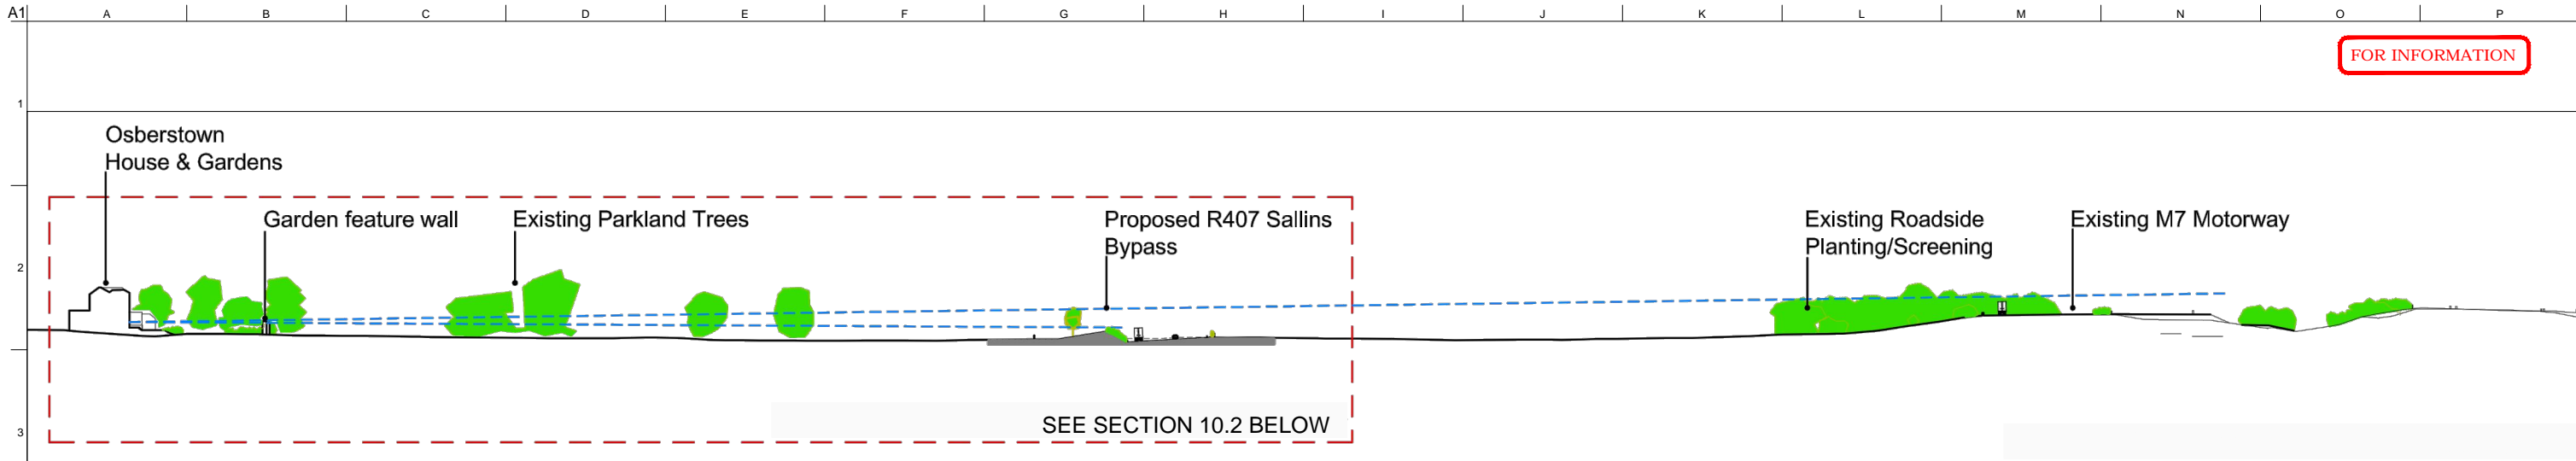 A1 A B C D E F G H I J K L M N O P
FOR INFORMATION
1
Osberstown
House & Gardens
Garden feature wall
Existing Parkland Trees
Proposed R407 Sallins
Bypass
Existing Roadside
Planting/Screening
Existing M7 Motorway
2
SEE SECTION 10.2 BELOW
3